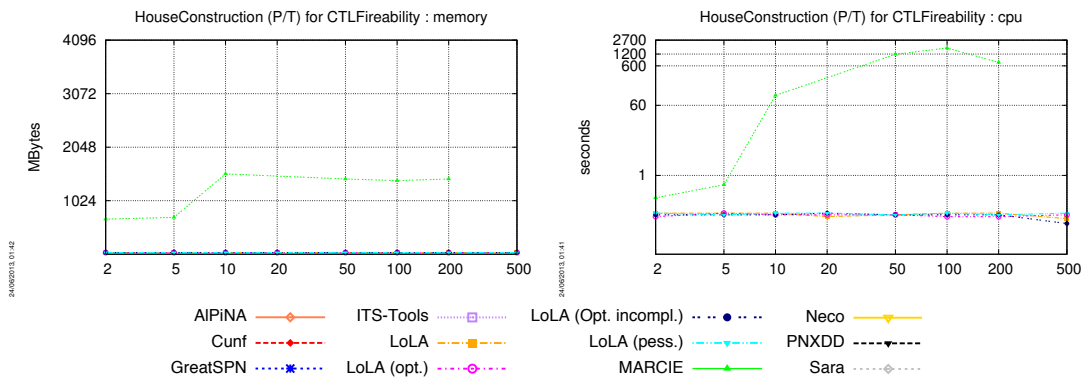 HouseConstruction (P/T) for CTLFireability : memory
4096
3072
2048
1024
MBytes
2 5 10 20 50 100 200 500
24/06/2013, 01:42
HouseConstruction (P/T) for CTLFireability : cpu
2700
1200
600
60
1
seconds
2 5 10 20 50 100 200 500
24/06/2013, 01:41
AlPiNA ITS-Tools LoLA (Opt. incompl.) Neco
Cunf LoLA LoLA (pess.) PNXDD
GreatSPN LoLA (opt.) MARCIE Sara